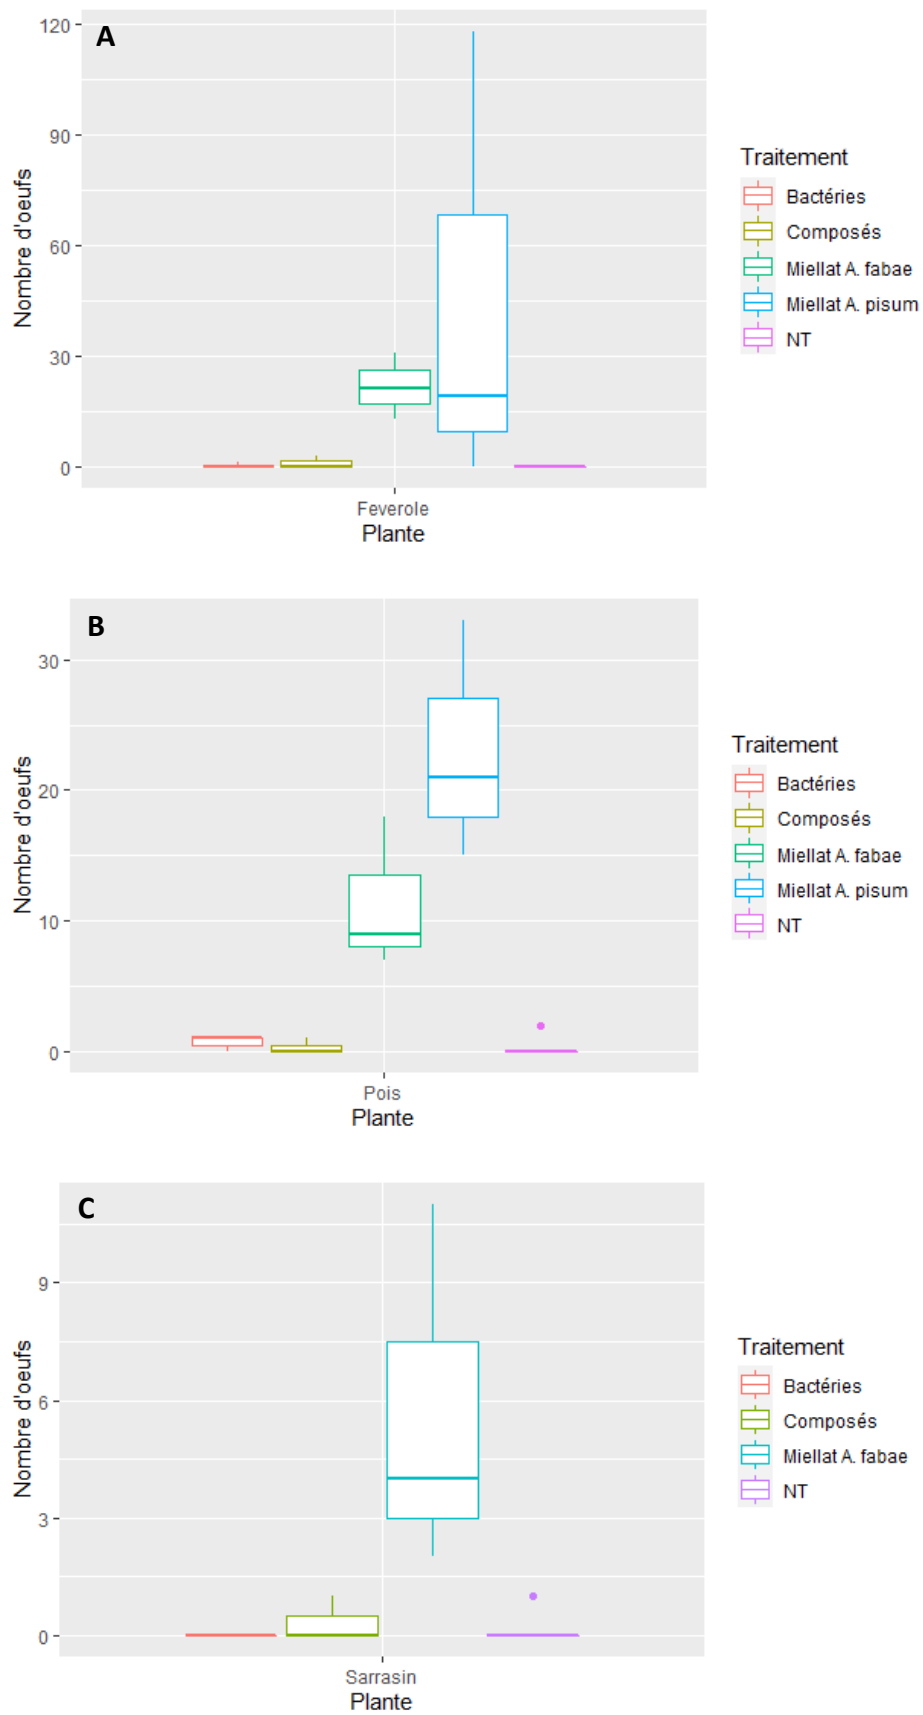 A
120
90
60
30
0
Nombre d'oeufs
Feverole
Plante
Traitement
Bactéries
Composés
Miellat A. fabae
Miellat A. pisum
NT
B
30
20
10
0
Nombre d'oeufs
Pois
Plante
Traitement
Bactéries
Composés
Miellat A. fabae
Miellat A. pisum
NT
C
9
6
3
0
Nombre d'oeufs
Sarrasin
Plante
Traitement
Bactéries
Composés
Miellat A. fabae
NT